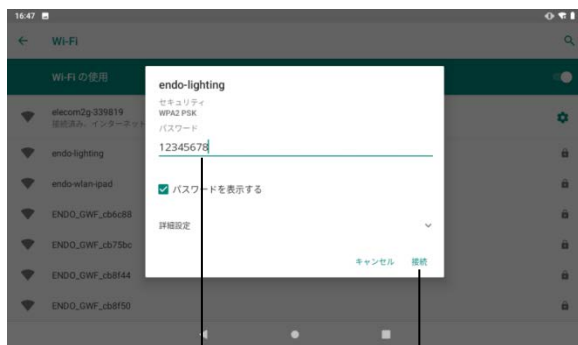 16:47
Wi-Fi
Wi-Fi の使用
elecom2g-339819
接続済み、インターネット
endo-lighting
endo-wlan-ipad
ENDO_GWF_cb6c88
ENDO_GWF_cb75bc
ENDO_GWF_cb8f44
ENDO_GWF_cb8f50
endo-lighting
セキュリティ
WPA2 PSK
パスワード
12345678
パスワードを表示する
詳細設定
キャンセル 接続